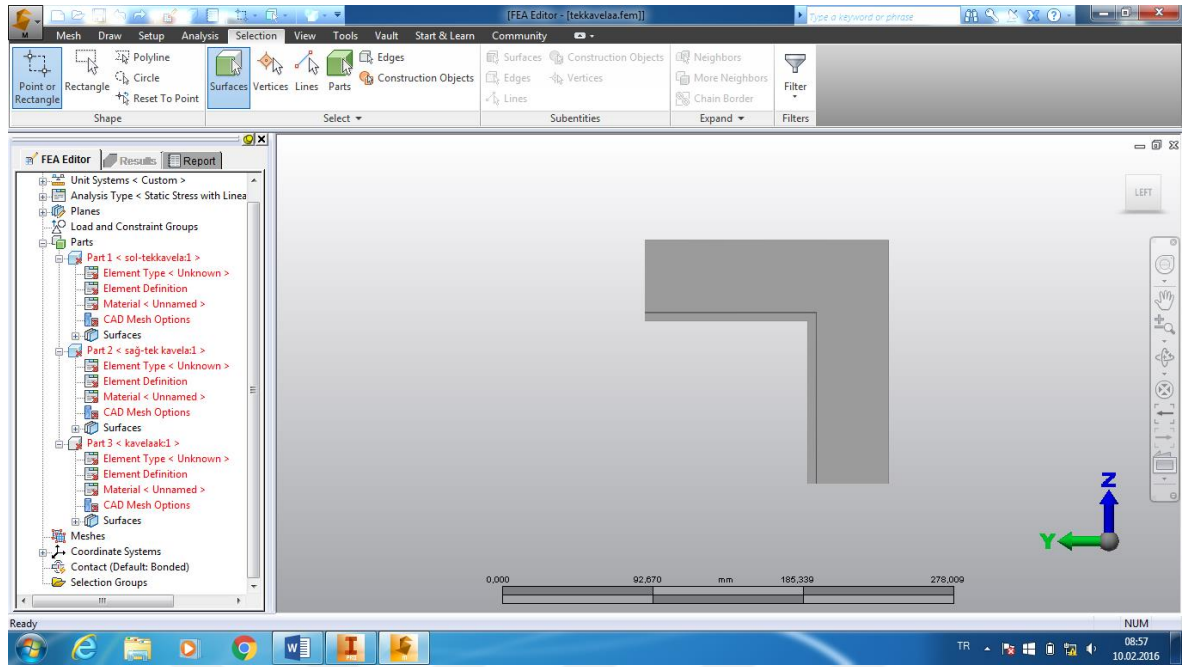 [FEA Editor - [tekkavelaa.fem]]
Type a keyword or phrase
M Mesh Draw Setup Analysis Selection View Tools Vault Start & Learn Community
Point or Rectangle
Rectangle
Polyline
Circle
Reset To Point
Surfaces Vertices Lines Parts
Edges
Construction Objects
Surfaces Construction Objects
Edges Vertices
Lines
Neighbors
More Neighbors
Chain Border
Filter
Shape Select Subentities Expand Filters
FEA Editor Results Report
Unit Systems < Custom >
Analysis Type < Static Stress with Linea
Planes
Load and Constraint Groups
Parts
Part 1 < sol-tekkavela:1 >
Element Type < Unknown >
Element Definition
Material < Unnamed >
CAD Mesh Options
Surfaces
Part 2 < sağ-tek kavela:1 >
Element Type < Unknown >
Element Definition
Material < Unnamed >
CAD Mesh Options
Surfaces
Part 3 < kavelaak:1 >
Element Type < Unknown >
Element Definition
Material < Unnamed >
CAD Mesh Options
Surfaces
Meshes
Coordinate Systems
Contact (Default: Bonded)
Selection Groups
LEFT
Z
Y
0,000 92,670 mm 185,339 278,009
Ready NUM
TR 08:57
10.02.2016